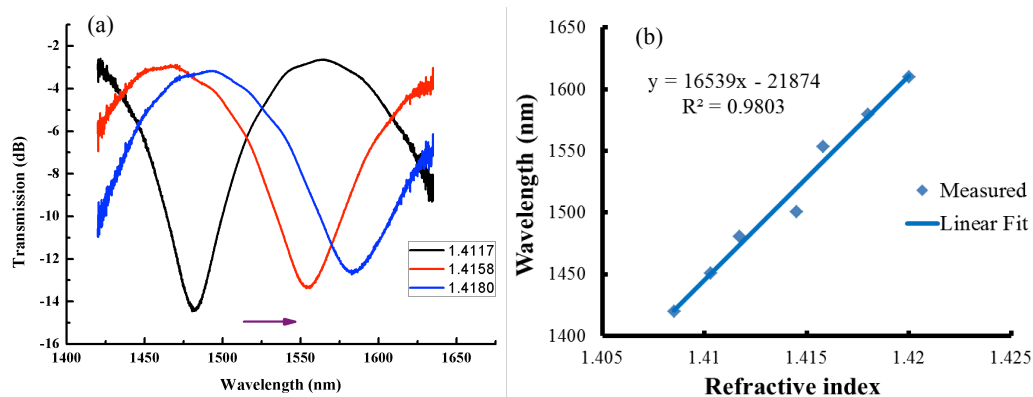 (a)
-2
-4
-6
-8
-10
-12
-14
-16
Transmission (dB)
1400
1450
1500
1550
1600
1650
Wavelength (nm)
1.4117
1.4158
1.4180
(b)
y = 16539x - 21874
R² = 0.9803
1650
1600
1550
1500
1450
1400
Wavelength (nm)
1.405
1.41
1.415
1.42
1.425
Refractive index
Measured
Linear Fit